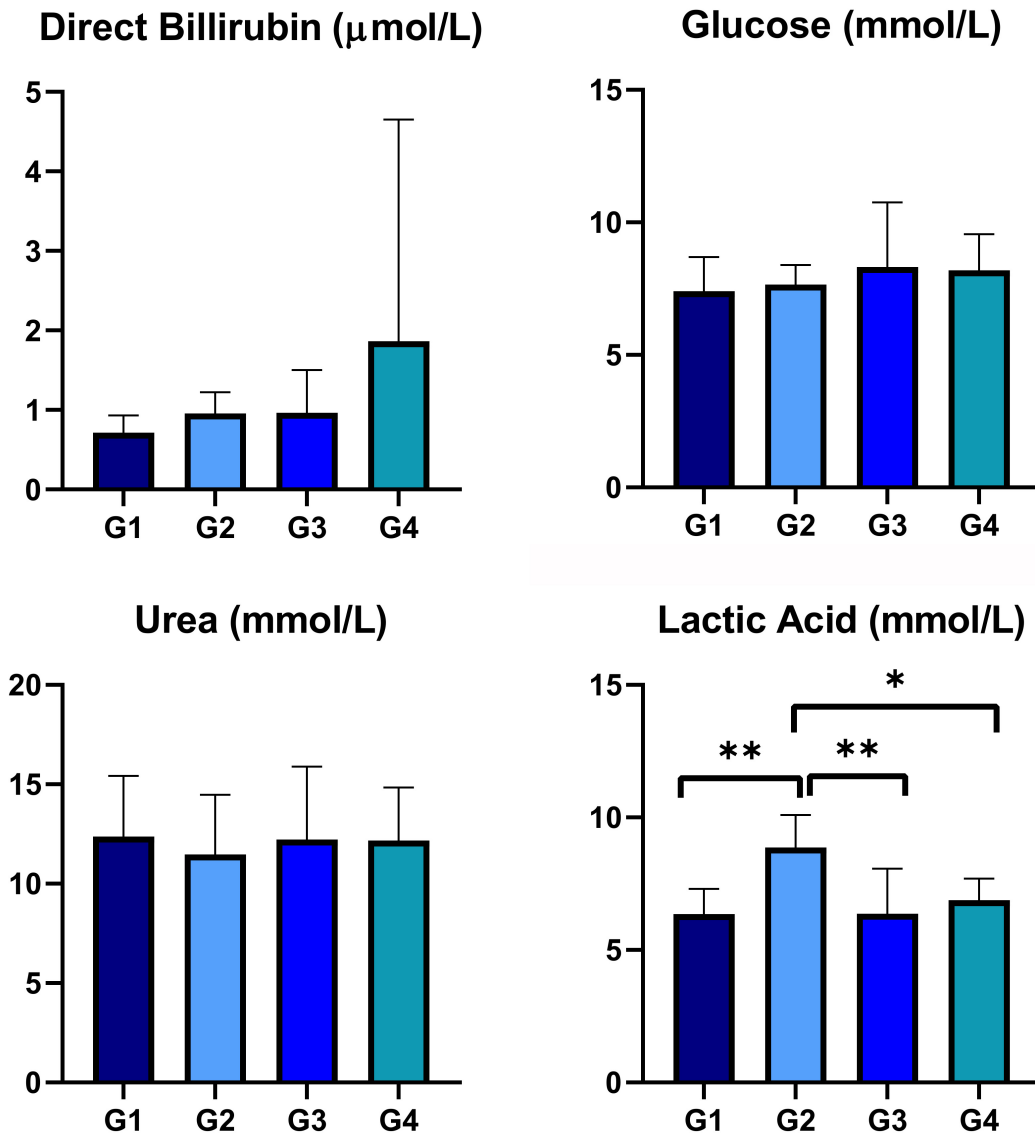 Direct Billirubin (μmol/L)
5
4
3
2
1
0
G1 G2 G3 G4
Glucose (mmol/L)
15
10
5
0
G1 G2 G3 G4
Urea (mmol/L)
20
15
10
5
0
G1 G2 G3 G4
Lactic Acid (mmol/L)
15
10
5
0
*
** **
G1 G2 G3 G4